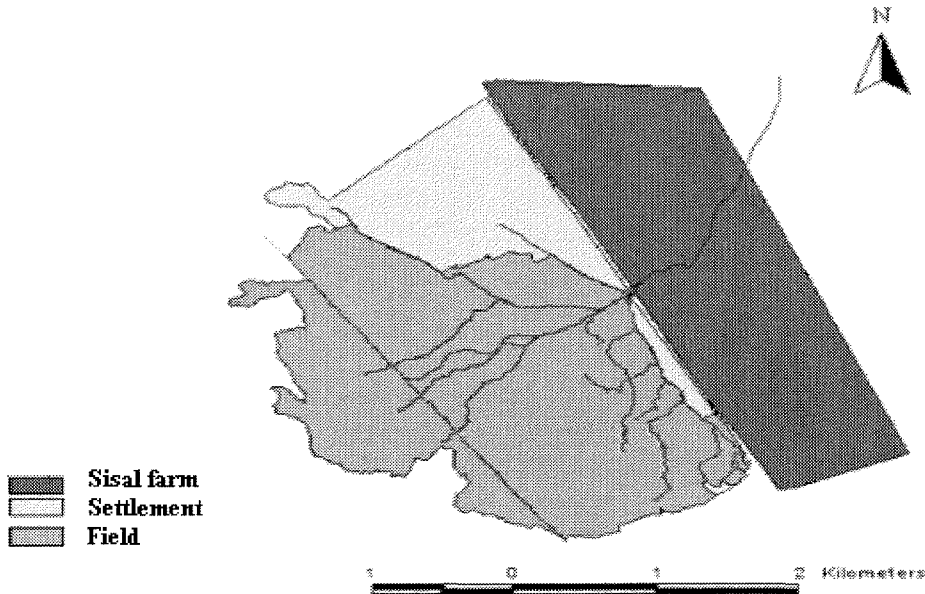 N
Sisal farm
Settlement
Field
1 0 1 2 Kilometers